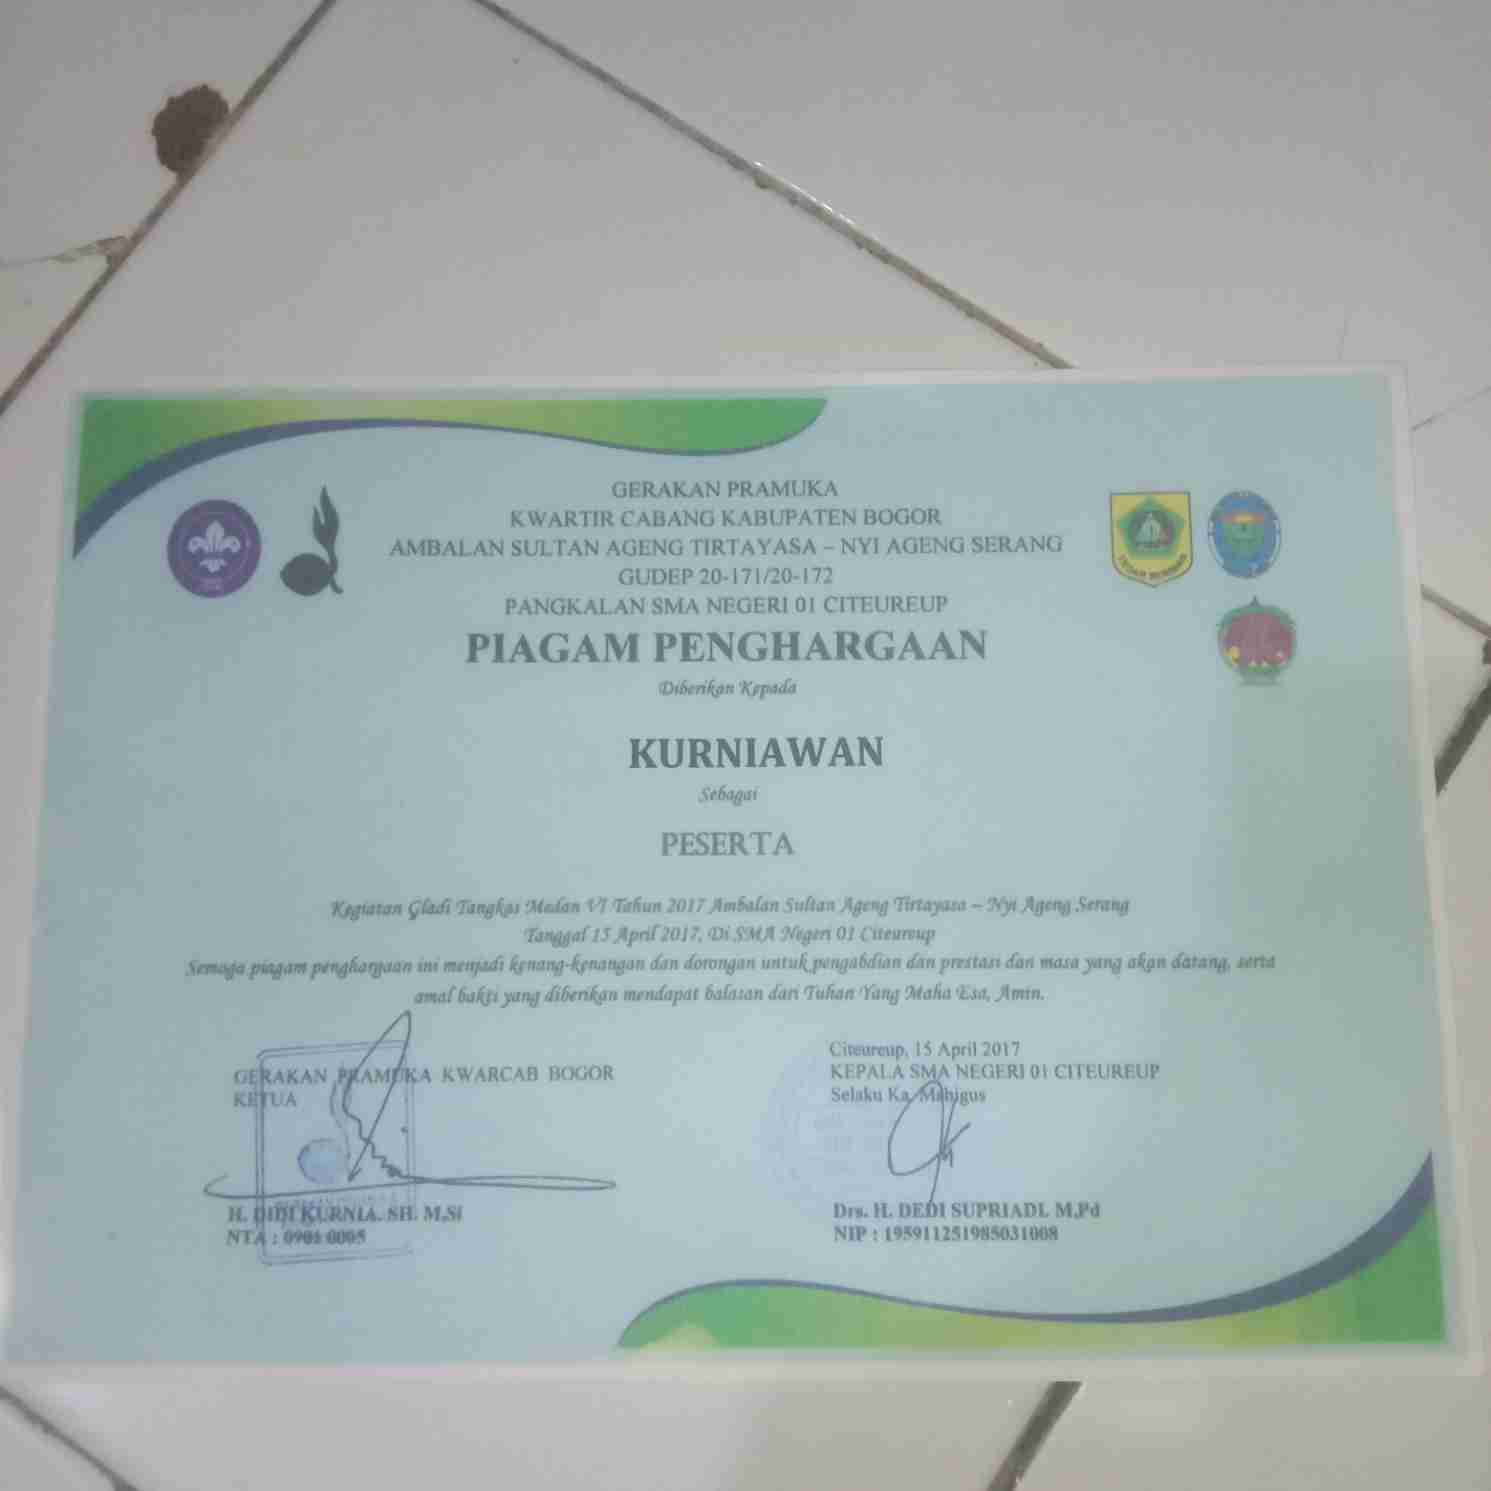 GERAKAN PRAMUKA
KWARTIR CABANG KABUPATEN BOGOR
AMBALAN SULTAN AGENG TIRTAYASA – NYI AGENG SERANG
GUDEP 20-171/20-172
PANGKALAN SMA NEGERI 01 CITEUREUP
PIAGAM PENGHARGAAN
Diberikan Kepada
KURNIAWAN
Sebagai
PESERTA
Kegiatan Gladi Tangkas Medan VI Tahun 2017 Ambalan Sultan Ageng Tirtayasa – Nyi Ageng Serang
Tanggal 15 April 2017, Di SMA Negeri 01 Citeureup
Semoga piagam penghargaan ini menjadi kenang-kenangan dan dorongan untuk pengabdian dan prestasi dan masa yang akan datang, serta
amal bakti yang diberikan mendapat balasan dari Tuhan Yang Maha Esa, Amin.
GERAKAN PRAMUKA KWARCAB BOGOR
KETUA
H. DIDI KURNIA. SH. M,Si
NTA : 0901 0005
Citeureup, 15 April 2017
KEPALA SMA NEGERI 01 CITEUREUP
Selaku Ka. Mabigus
Drs. H. DEDI SUPRIADI. M,Pd
NIP : 195911251985031008